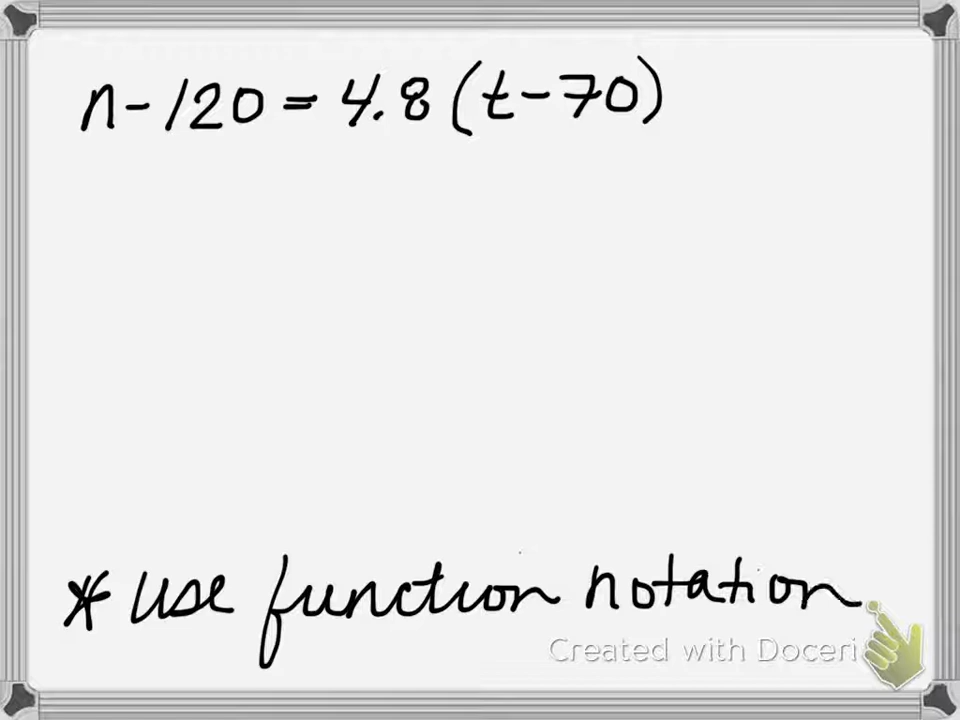 n - 120 = 4.8 (t - 70)
* use function notation
Created with Doceri